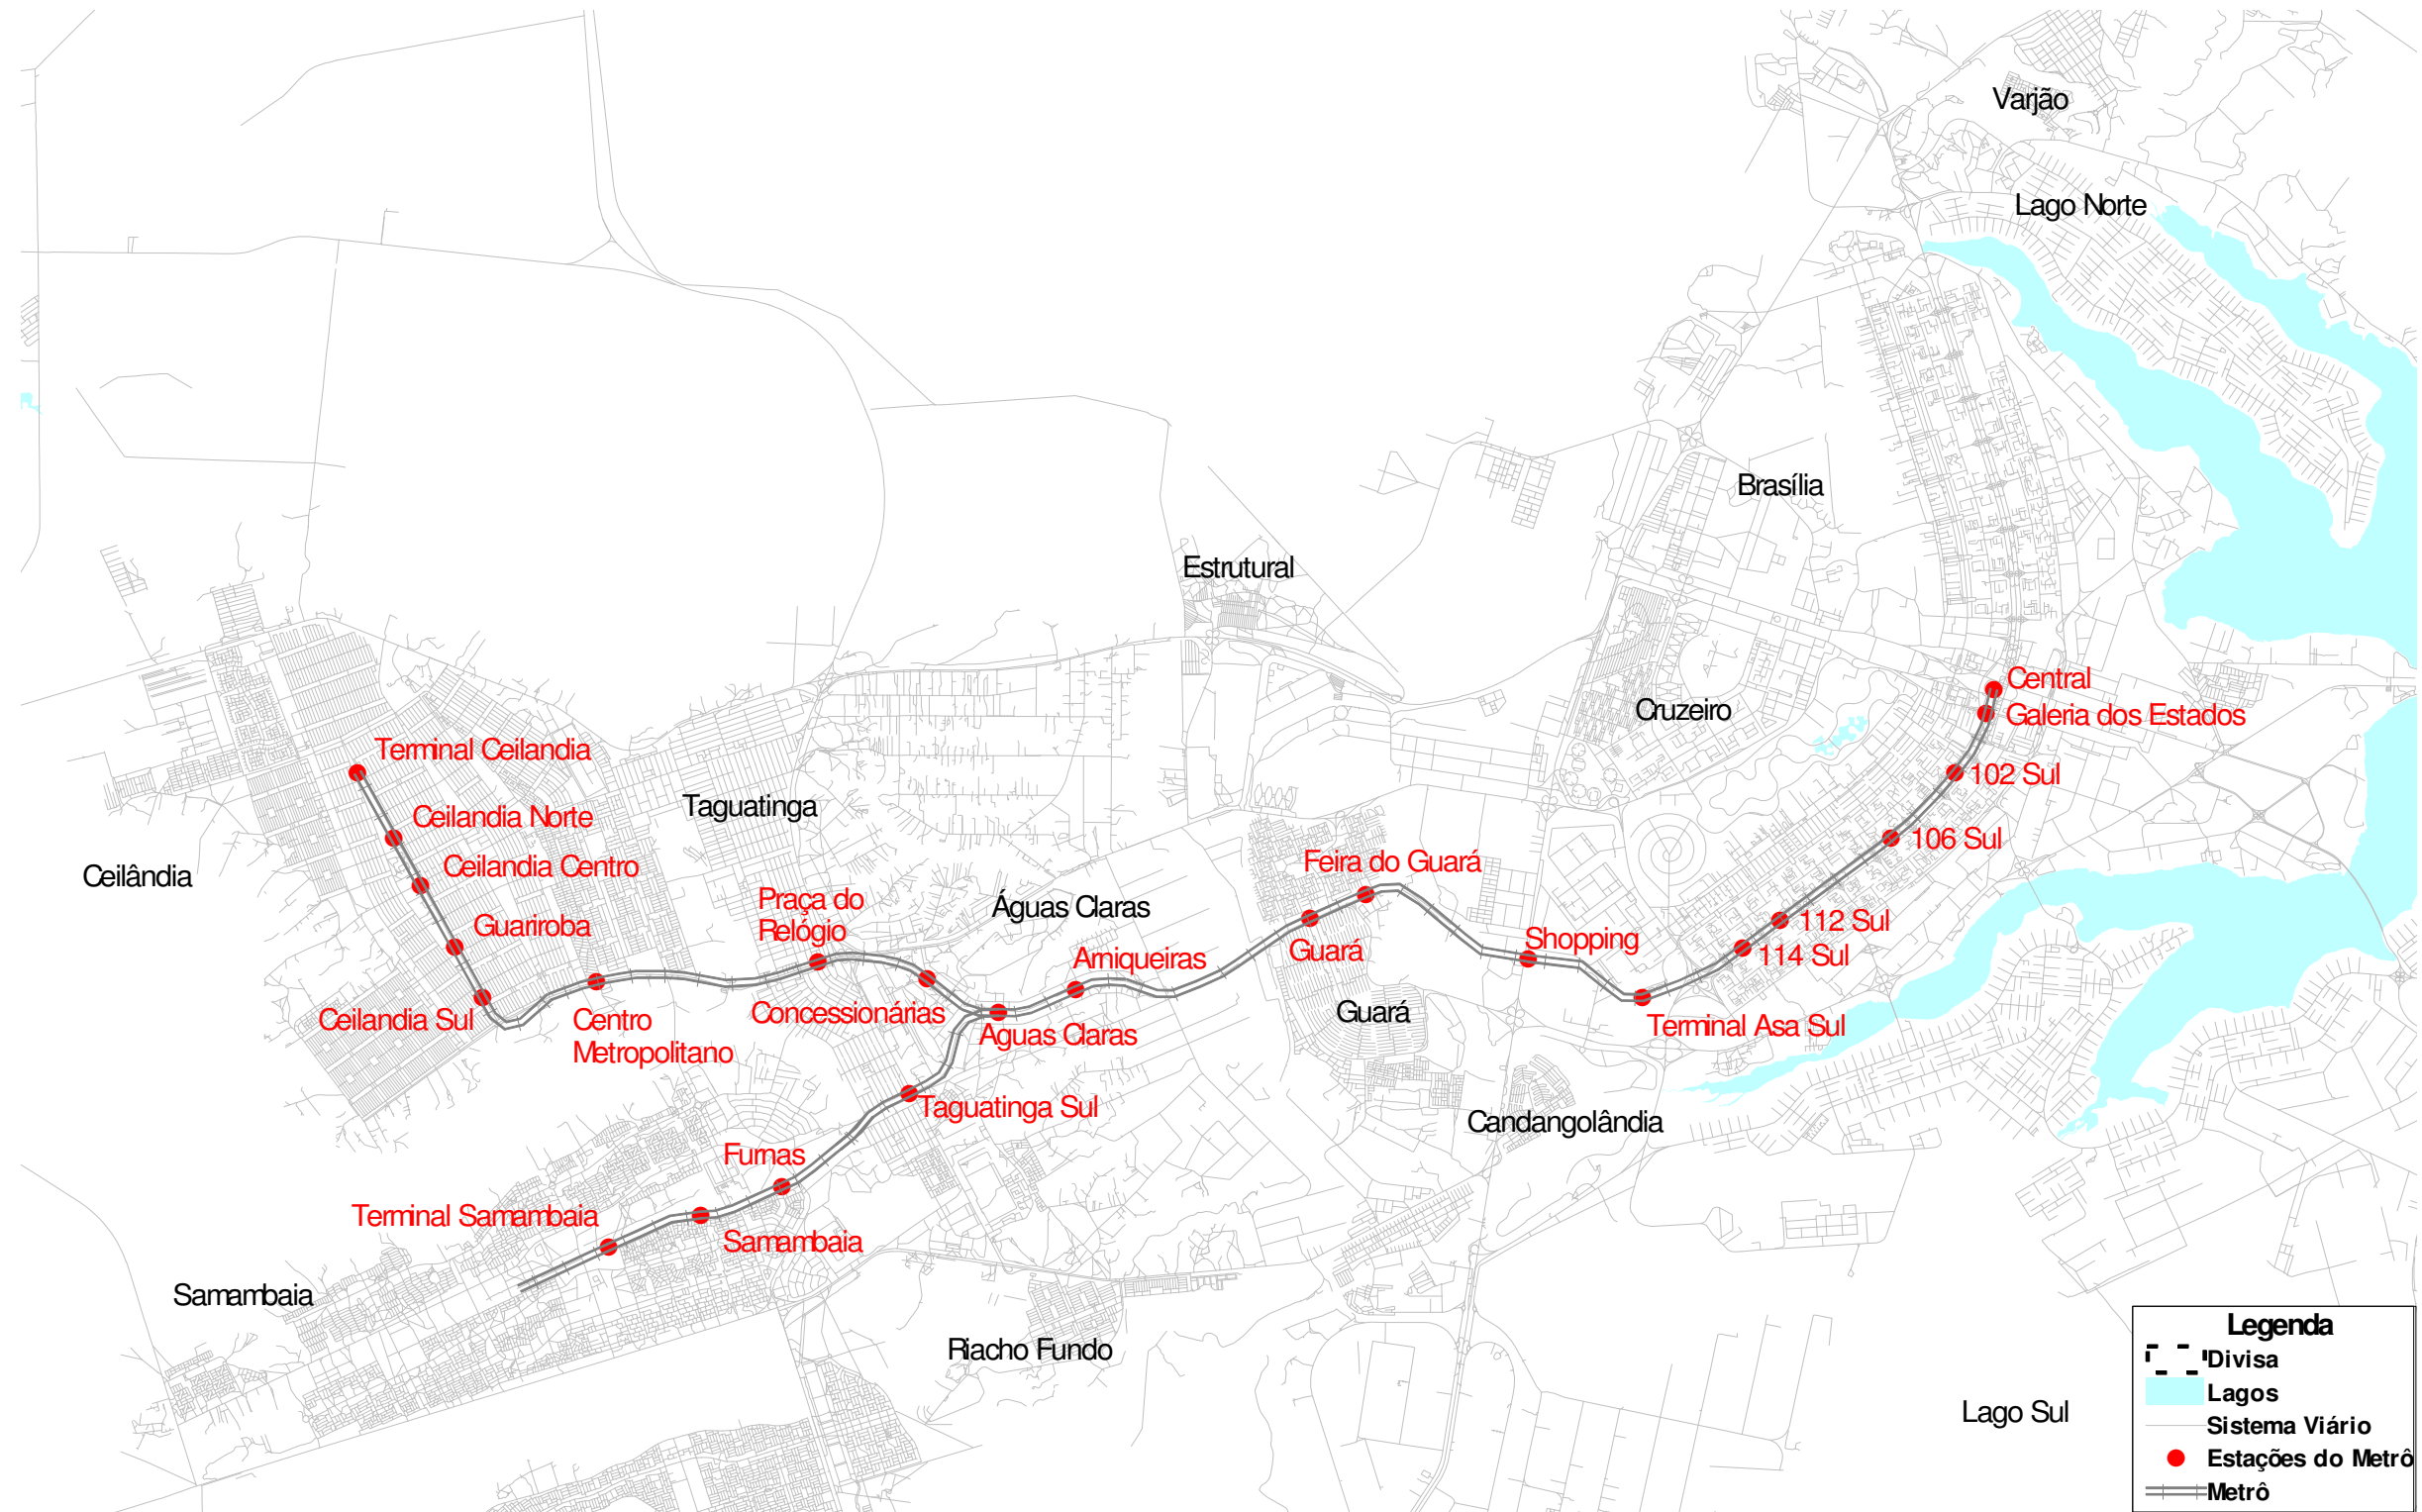 Varjão
Lago Norte
Brasília
Estrutural
Central
Cruzeiro
Galeria dos Estados
Terminal Ceilandia
102 Sul
Taguatinga
Ceilandia Norte
106 Sul
Ceilandia Centro
Feira do Guará
Ceilândia
Praça do
Relógio
Águas Claras
Guariroba
112 Sul
Shopping
Guará
114 Sul
Arniqueiras
Ceilandia Sul
Concessionárias
Guará
Centro
Metropolitano
Aguas Claras
Terminal Asa Sul
Taguatinga Sul
Candangolândia
Furnas
Terminal Samambaia
Samambaia
Samambaia
Riacho Fundo
Lago Sul
Legenda
Divisa
Lagos
Sistema Viário
Estações do Metrô
Metrô